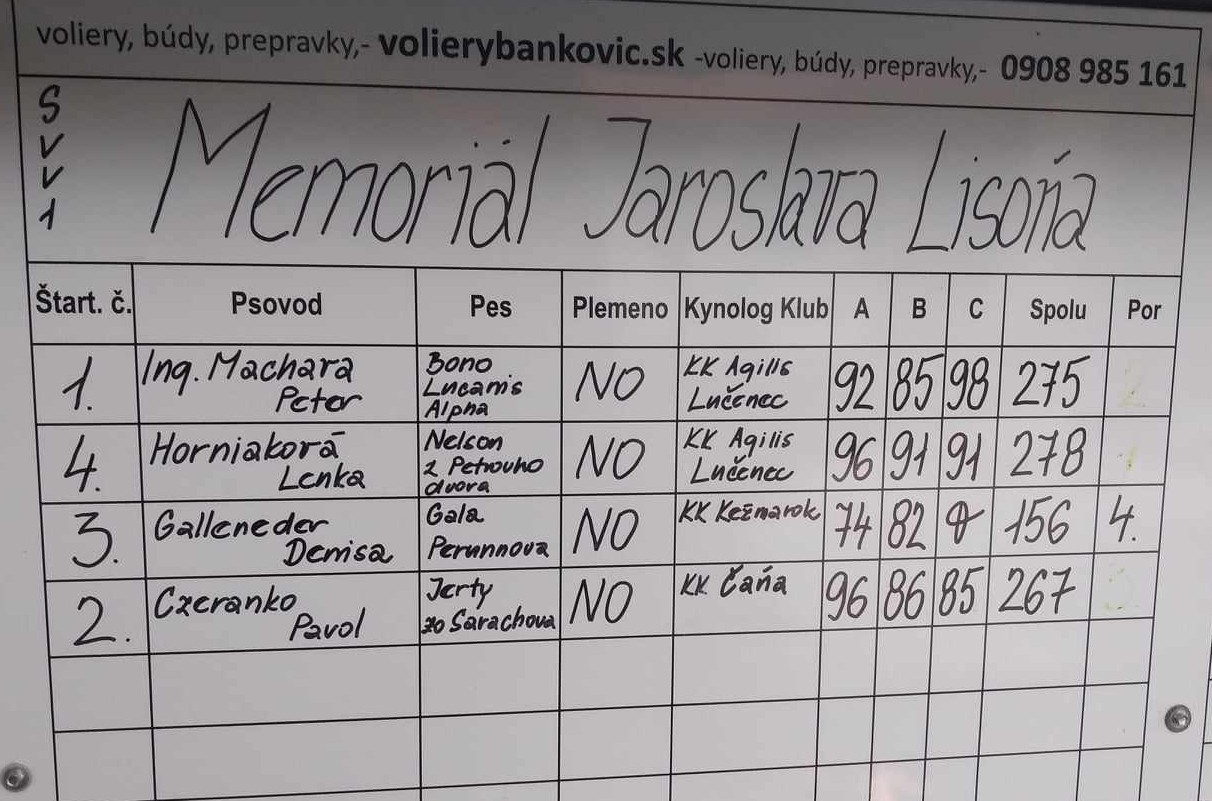 voliery, búdy, prepravky,- volierybankovic.sk -voliery, búdy, prepravky,- 0908 985 161
SVV1
Memoriál Jaroslava Lisoňa
Štart. č. Psovod Pes Plemeno Kynolog Klub A B C Spolu Por
1. Ing. Machara Peter Bono Lucanis Alpha NO KK Agilis Lučenec 92 85 98 275 2
4. Horniaková Lenka Nelson z Petrovho dvora NO KK Agilis Lučenec 96 91 91 278
3. Galleneder Denisa Gala Perunnova NO KK Kežmarok 74 82 0 156 4.
2. Czeranko Pavol Jerty zo Sarachova NO KK Čaňa 96 86 85 267 3